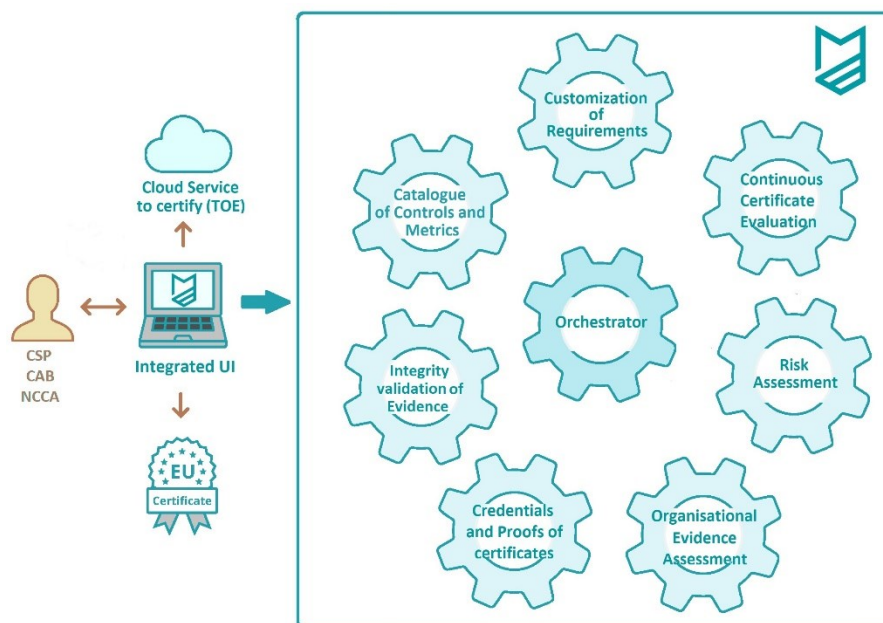 Cloud Service
to certify (TOE)
CSP
CAB
NCCA
Integrated UI
EU
Certificate
Customization
of
Requirements
Catalogue
of Controls and
Metrics
Continuous
Certificate
Evaluation
Orchestrator
Integrity
validation of
Evidence
Risk
Assessment
Credentials
and Proofs of
certificates
Organisational
Evidence
Assessment